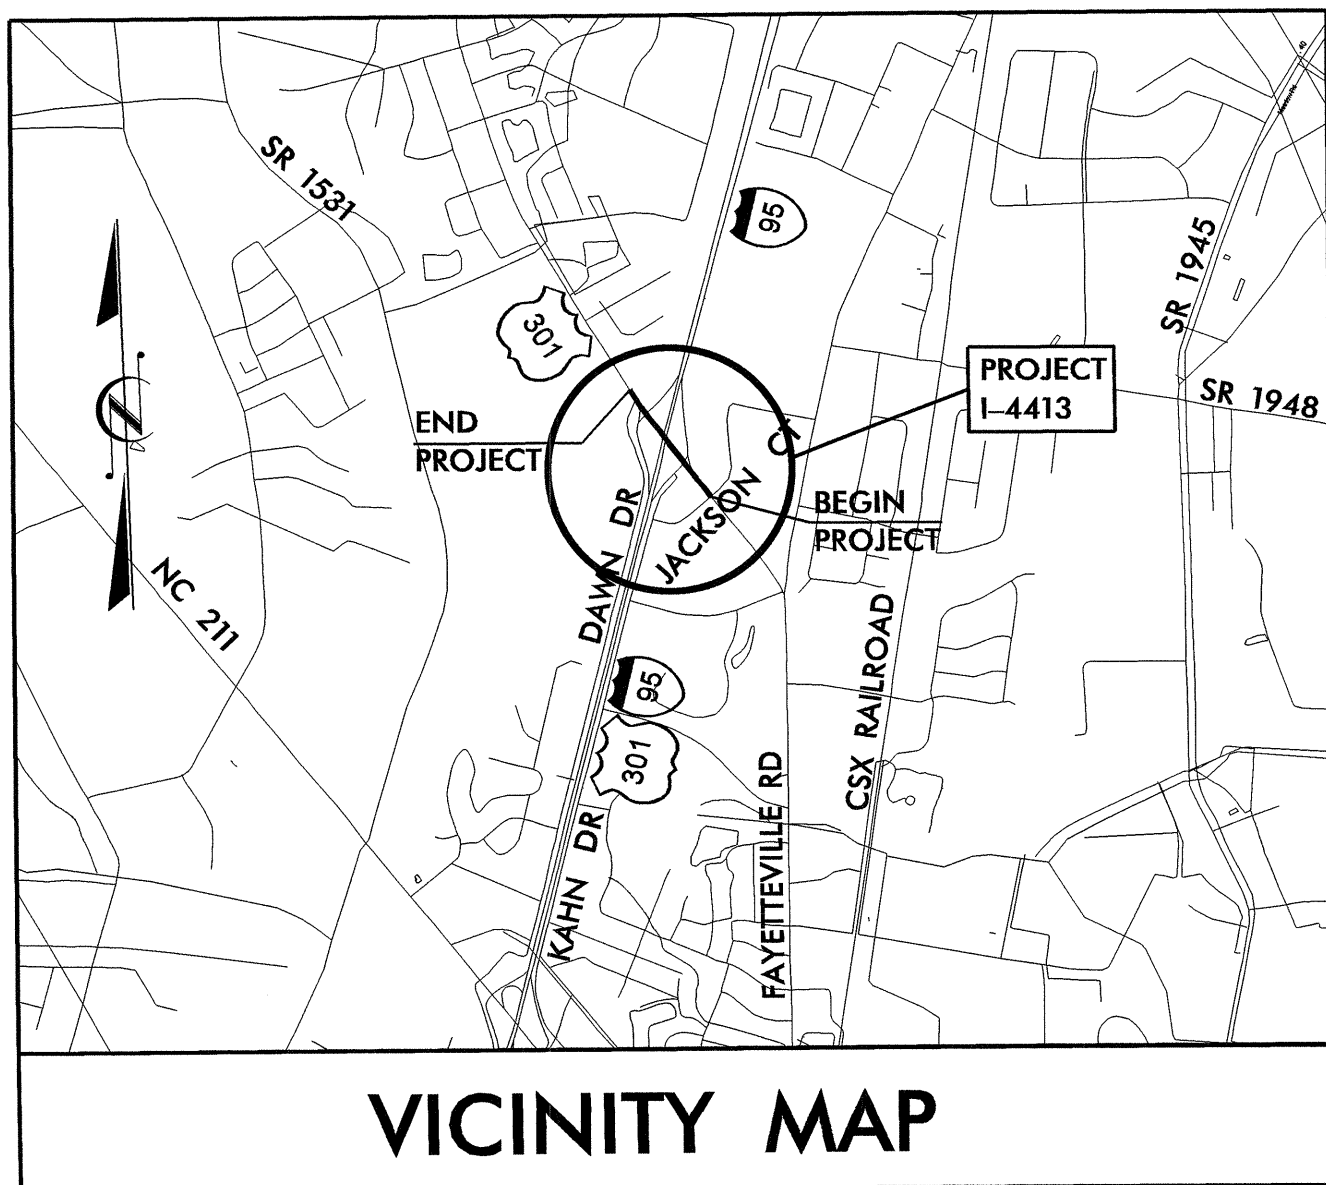 SR 1531
95
SR 1945
301
PROJECT
I-4413
SR 1948
END
PROJECT
CT
JACKSON
BEGIN
PROJECT
DAWN DR
NC 211
N
95
301
CSX RAILROAD
FAYETTEVILLE RD
KAHN DR
VICINITY MAP